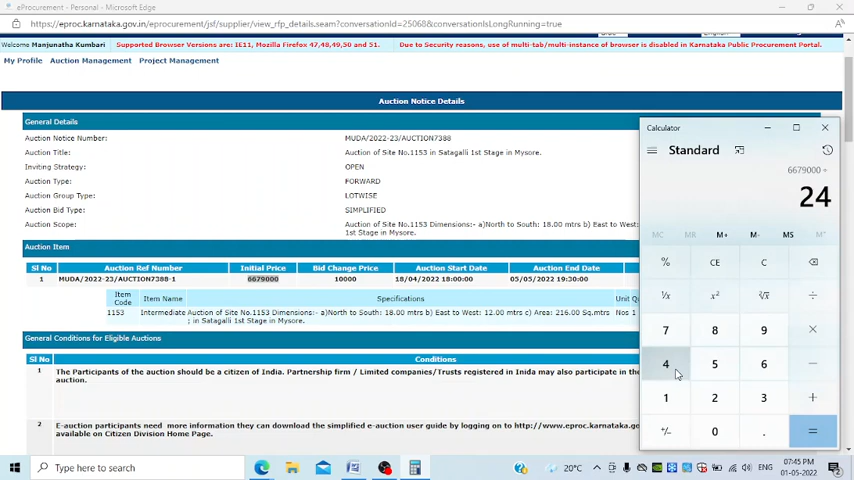 eProcurement - Personal - Microsoft Edge
https://eproc.karnataka.gov.in/eprocurement/jsf/supplier/view_rfp_details.seam?conversationId=25068&conversationIsLongRunning=true
Welcome Manjunatha Kumbari Supported Browser Versions are: IE11, Mozilla Firefox 47,48,49,50 and 51. Due to Security reasons, use of multi-tab/multi-instance of browser is disabled in Karnataka Public Procurement Portal.
My Profile Auction Management Project Management
Auction Notice Details
General Details
Auction Notice Number: MUDA/2022-23/AUCTION7388
Auction Title: Auction of Site No.1153 in Satagalli 1st Stage in Mysore.
Inviting Strategy: OPEN
Auction Type: FORWARD
Auction Group Type: LOTWISE
Auction Bid Type: SIMPLIFIED
Auction Scope: Auction of Site No.1153 Dimensions:- a)North to South: 18.00 mtrs b) East to West:
1st Stage in Mysore.
Auction Item
Sl No Auction Ref Number Initial Price Bid Change Price Auction Start Date Auction End Date
1 MUDA/2022-23/AUCTION7388-1 6679000 10000 18/04/2022 18:00:00 05/05/2022 19:30:00
Item Code Item Name Specifications Unit Q
1153 Intermediate Auction of Site No.1153 Dimensions:- a)North to South: 18.00 mtrs b) East to West: 12.00 mtrs c) Area: 216.00 Sq.mtrs Nos 1
; in Satagalli 1st Stage in Mysore.
General Conditions for Eligible Auctions
Sl No Conditions
1 The Participants of the auction should be a citizen of India. Partnership firm / Limited companies/Trusts registered in Inida may also participate in the
auction.
2 E-auction participants need more information they can download the simplified e-auction user guide by logging on to http://www.eproc.karnataka.go
available on Citizen Division Home Page.
Calculator
Standard
6679000 ÷
24
MC MR M+ M- MS M˅
% CE C
¹/x x² ²√x ÷
7 8 9 ×
4 5 6 −
1 2 3 +
+/− 0 . =
Type here to search
20°C ENG 07:45 PM
01-05-2022
2